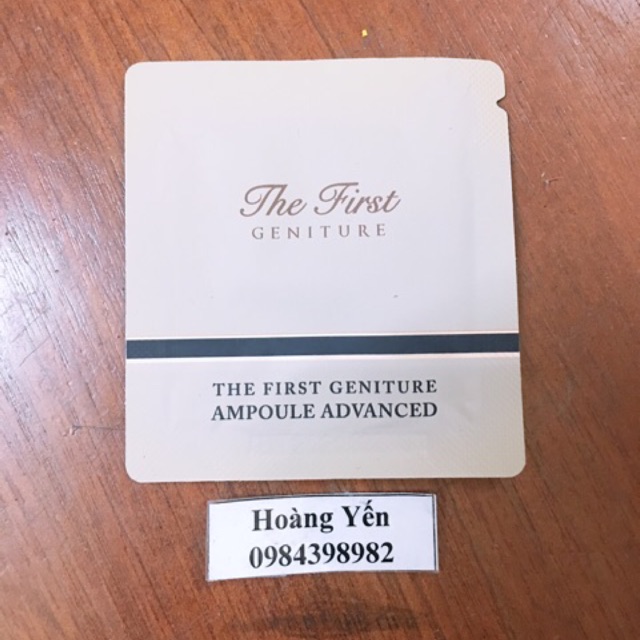 The First
GENITURE
THE FIRST GENITURE
AMPOULE ADVANCED
Hoàng Yến
0984398982